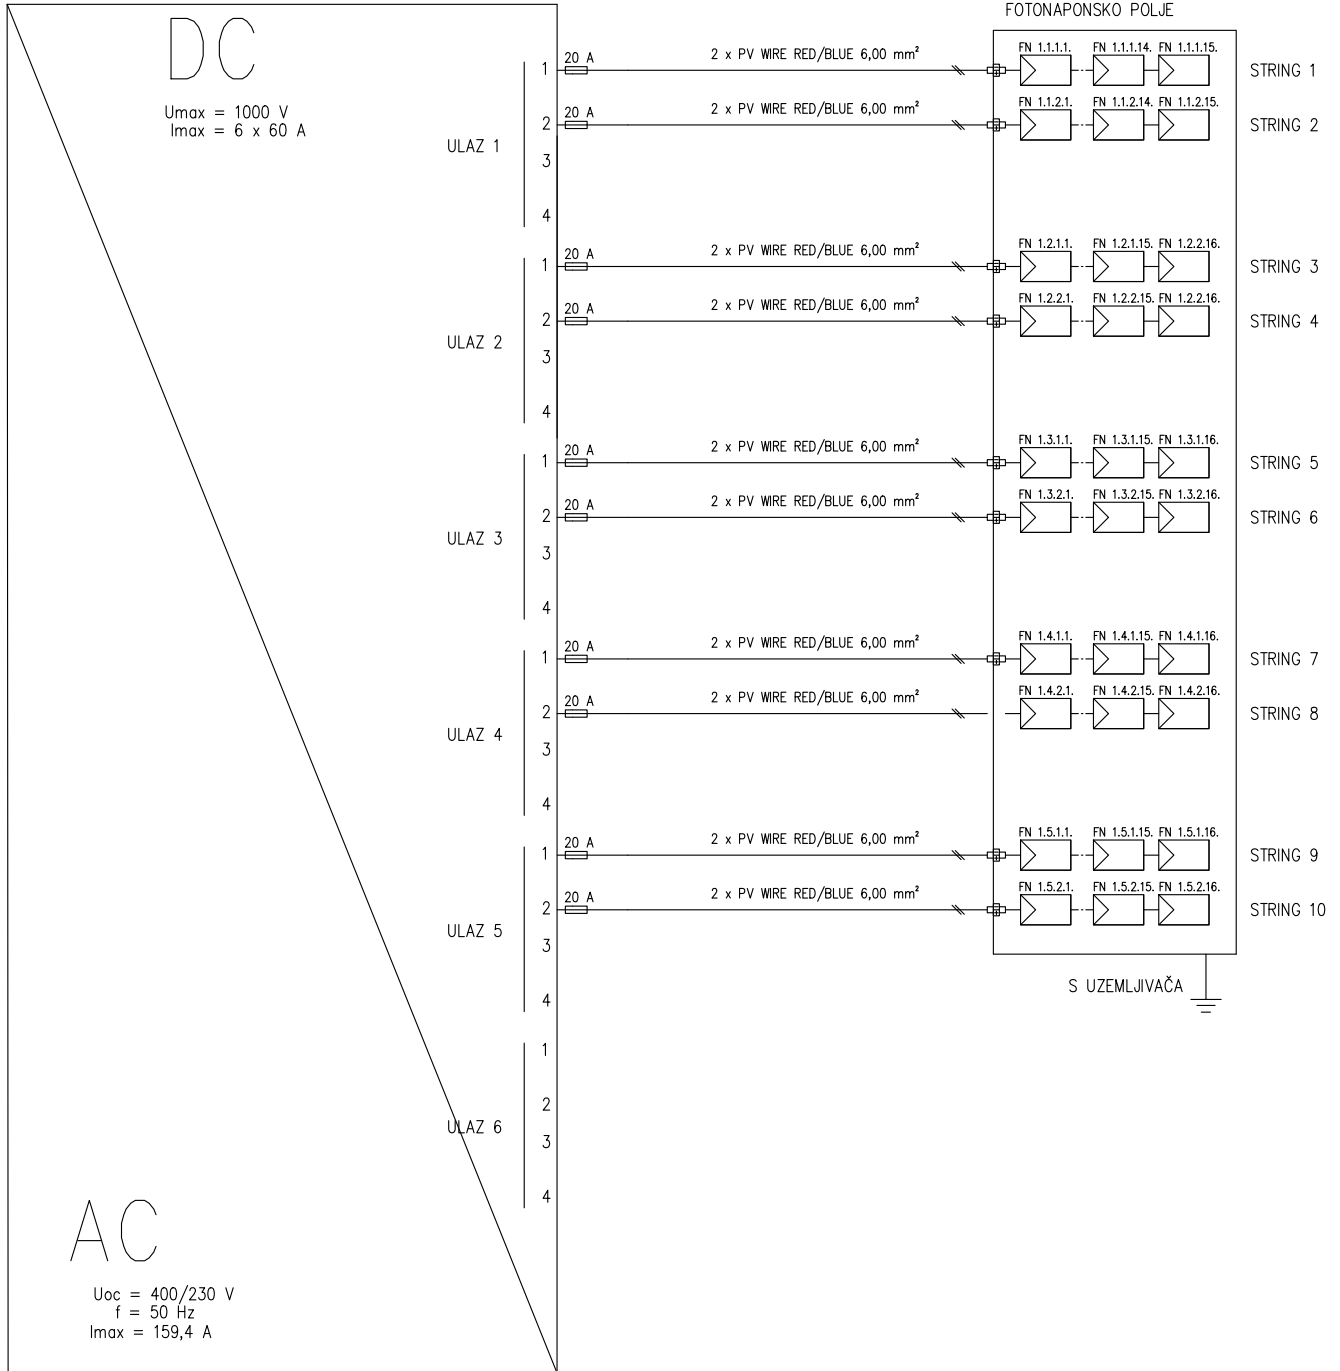 FOTONAPONSKO POLJE
DC
Umax = 1000 V
Imax = 6 x 60 A
ULAZ 1
1 20 A 2 x PV WIRE RED/BLUE 6,00 mm² FN 1.1.1.1. FN 1.1.1.14. FN 1.1.1.15. STRING 1
2 20 A 2 x PV WIRE RED/BLUE 6,00 mm² FN 1.1.2.1. FN 1.1.2.14. FN 1.1.2.15. STRING 2
3
4
ULAZ 2
1 20 A 2 x PV WIRE RED/BLUE 6,00 mm² FN 1.2.1.1. FN 1.2.1.15. FN 1.2.2.16. STRING 3
2 20 A 2 x PV WIRE RED/BLUE 6,00 mm² FN 1.2.2.1. FN 1.2.2.15. FN 1.2.2.16. STRING 4
3
4
ULAZ 3
1 20 A 2 x PV WIRE RED/BLUE 6,00 mm² FN 1.3.1.1. FN 1.3.1.15. FN 1.3.1.16. STRING 5
2 20 A 2 x PV WIRE RED/BLUE 6,00 mm² FN 1.3.2.1. FN 1.3.2.15. FN 1.3.2.16. STRING 6
3
4
ULAZ 4
1 20 A 2 x PV WIRE RED/BLUE 6,00 mm² FN 1.4.1.1. FN 1.4.1.15. FN 1.4.1.16. STRING 7
2 20 A 2 x PV WIRE RED/BLUE 6,00 mm² FN 1.4.2.1. FN 1.4.2.15. FN 1.4.2.16. STRING 8
3
4
ULAZ 5
1 20 A 2 x PV WIRE RED/BLUE 6,00 mm² FN 1.5.1.1. FN 1.5.1.15. FN 1.5.1.16. STRING 9
2 20 A 2 x PV WIRE RED/BLUE 6,00 mm² FN 1.5.2.1. FN 1.5.2.15. FN 1.5.2.16. STRING 10
3
4
S UZEMLJIVAČA
ULAZ 6
1
2
3
4
AC
Uoc = 400/230 V
f = 50 Hz
Imax = 159,4 A